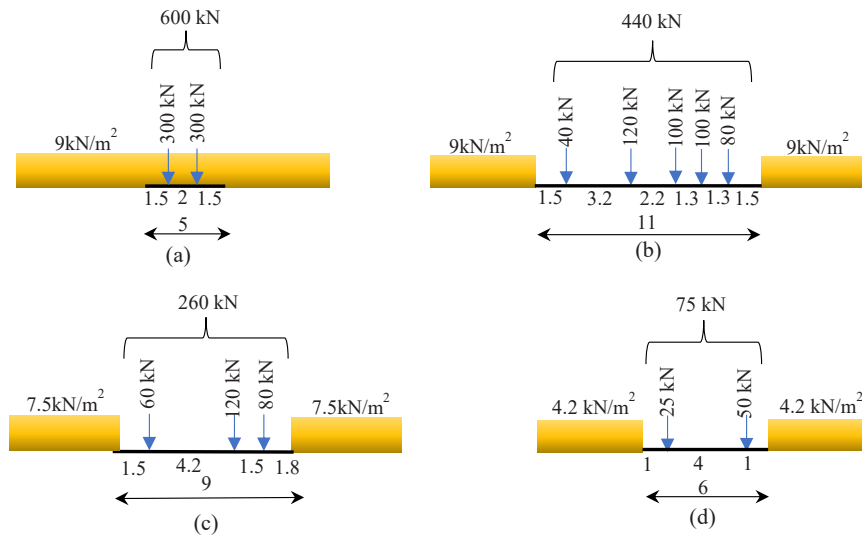 600 kN
300 kN
300 kN
9kN/m²
1.5 2 1.5
5
(a)
440 kN
40 kN
120 kN
100 kN
100 kN
80 kN
9kN/m²
9kN/m²
1.5 3.2 2.2 1.3 1.3 1.5
11
(b)
260 kN
60 kN
120 kN
80 kN
7.5kN/m²
7.5kN/m²
1.5 4.2 1.5 1.8
9
(c)
75 kN
25 kN
50 kN
4.2 kN/m²
4.2 kN/m²
1 4 1
6
(d)